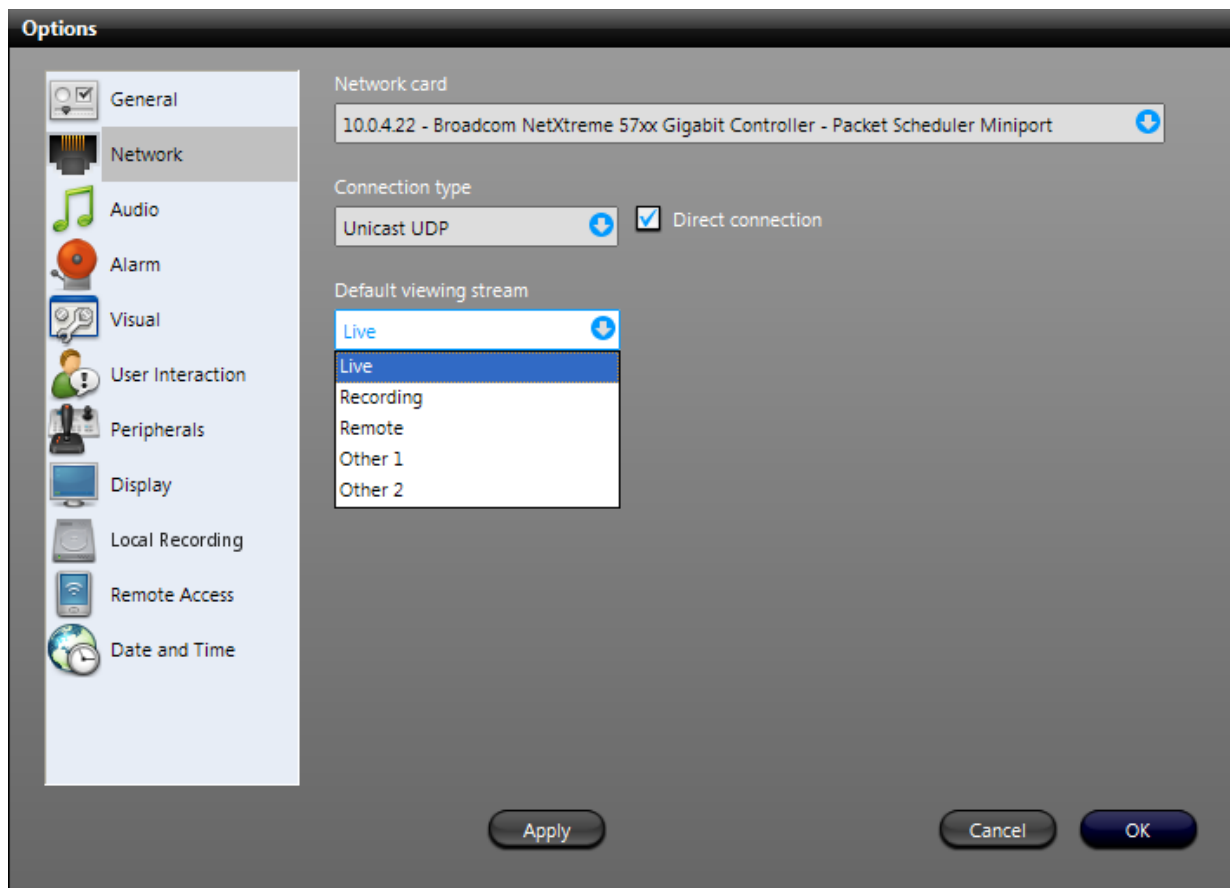 Options
General
Network
Audio
Alarm
Visual
User Interaction
Peripherals
Display
Local Recording
Remote Access
Date and Time
Network card
10.0.4.22 - Broadcom NetXtreme 57xx Gigabit Controller - Packet Scheduler Miniport
Connection type
Unicast UDP
Direct connection
Default viewing stream
Live
Live
Recording
Remote
Other 1
Other 2
Apply
Cancel
OK